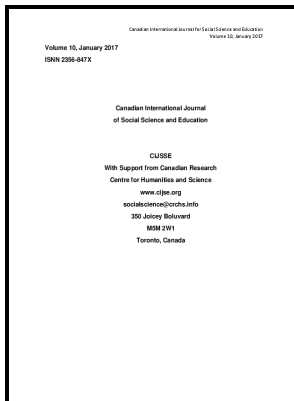 Canadian International Journal for Social Science and Education
Volume 10, January 2017
Volume 10, January 2017
ISNN 2356-847X
Canadian International Journal
of Social Science and Education
CIJSSE
With Support from Canadian Research
Centre for Humanities and Science
www.cijse.org
socialscience@crchs.info
350 Joicey Boluvard
M5M 2W1
Toronto, Canada